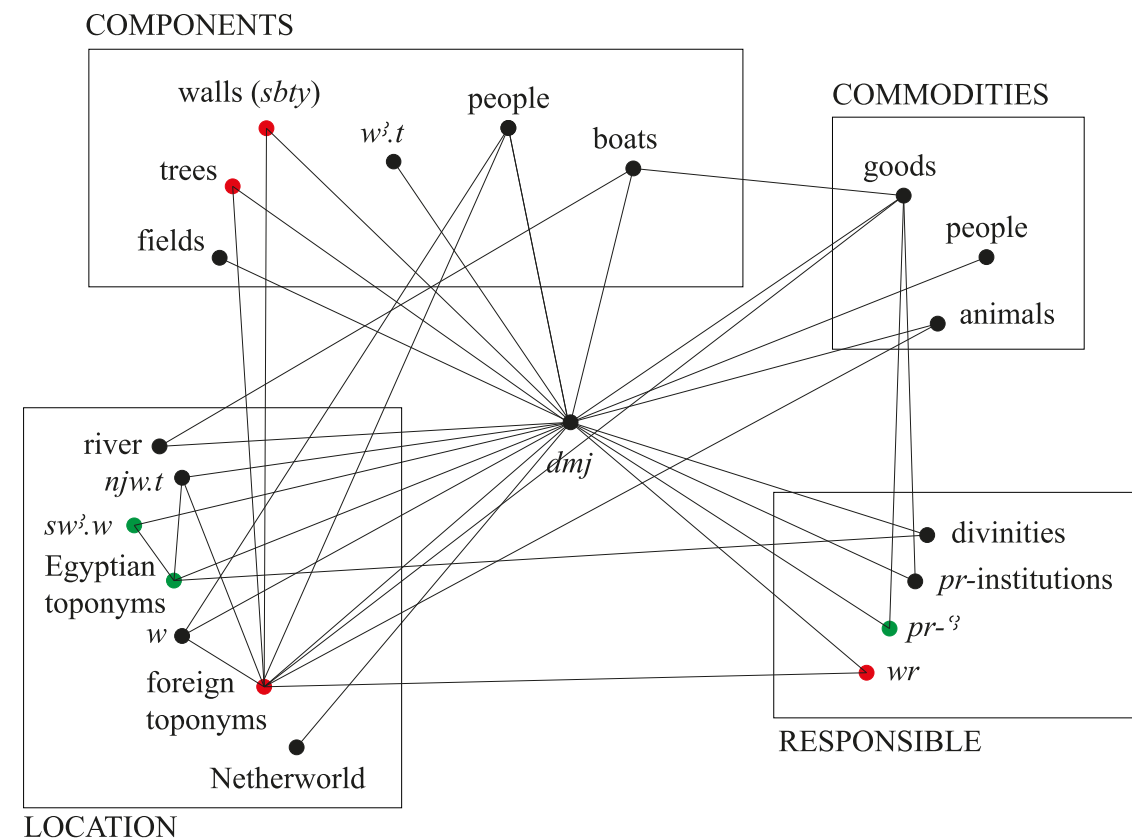 COMPONENTS
walls (sbty)
people
wꜣ.t
boats
trees
fields
COMMODITIES
goods
people
animals
river
njw.t
swꜣ.w
Egyptian
toponyms
w
foreign
toponyms
Netherworld
LOCATION
dmj
divinities
pr-institutions
pr-ꜥꜣ
wr
RESPONSIBLE